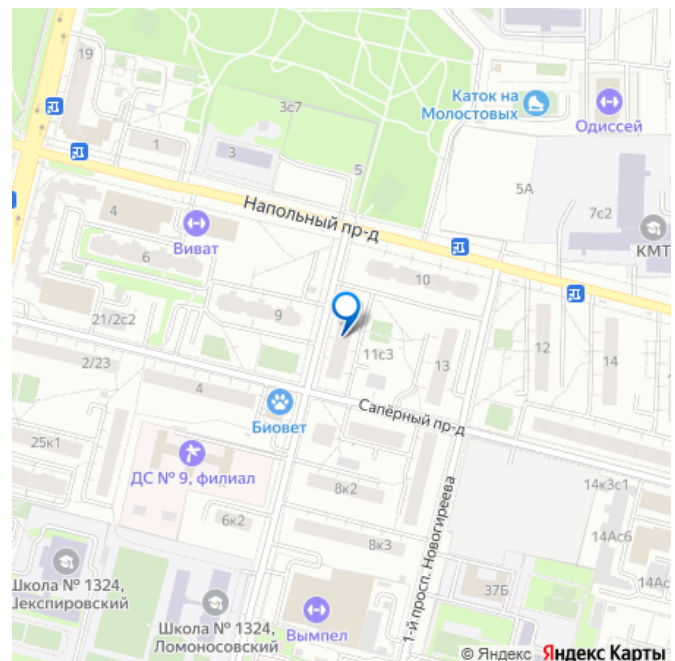 19
3с7
Каток на
Молостовых
Одиссей
1
3
5
5А
7с2
КМТ
4
Напольный пр-д
Виват
6
10
9
21/2с2
11с3
13
12
14
2/23
4
Биовет
Сапёрный пр-д
25к1
ДС № 9, филиал
8к2
14к3с1
6к2
1-й просп. Новогиреева
14Ас6
8к3
Школа № 1324,
Шекспировский
37Б
14Ас
Школа № 1324,
Ломоносовский
Вымпел
© Яндекс Яндекс Карты